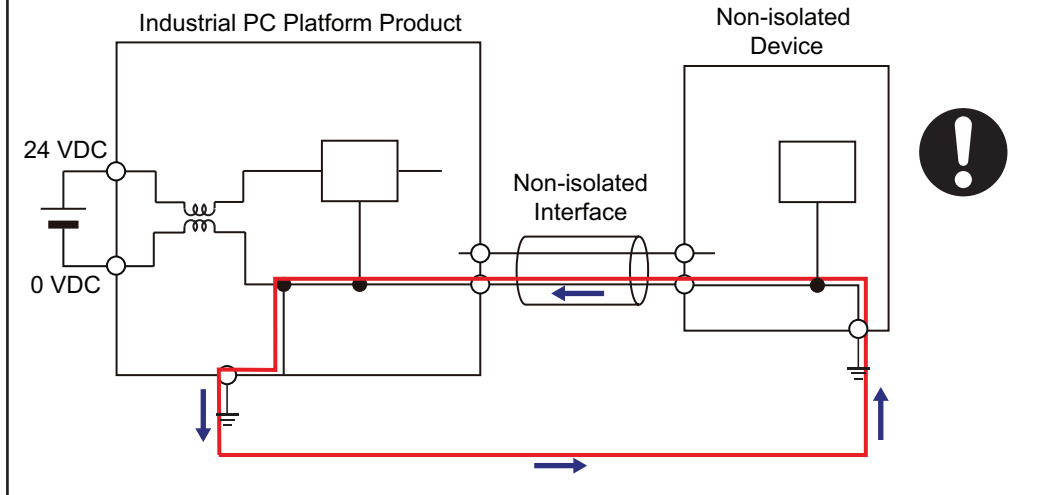 Industrial PC Platform Product
Non-isolated
Device
24 VDC
Non-isolated
Interface
0 VDC